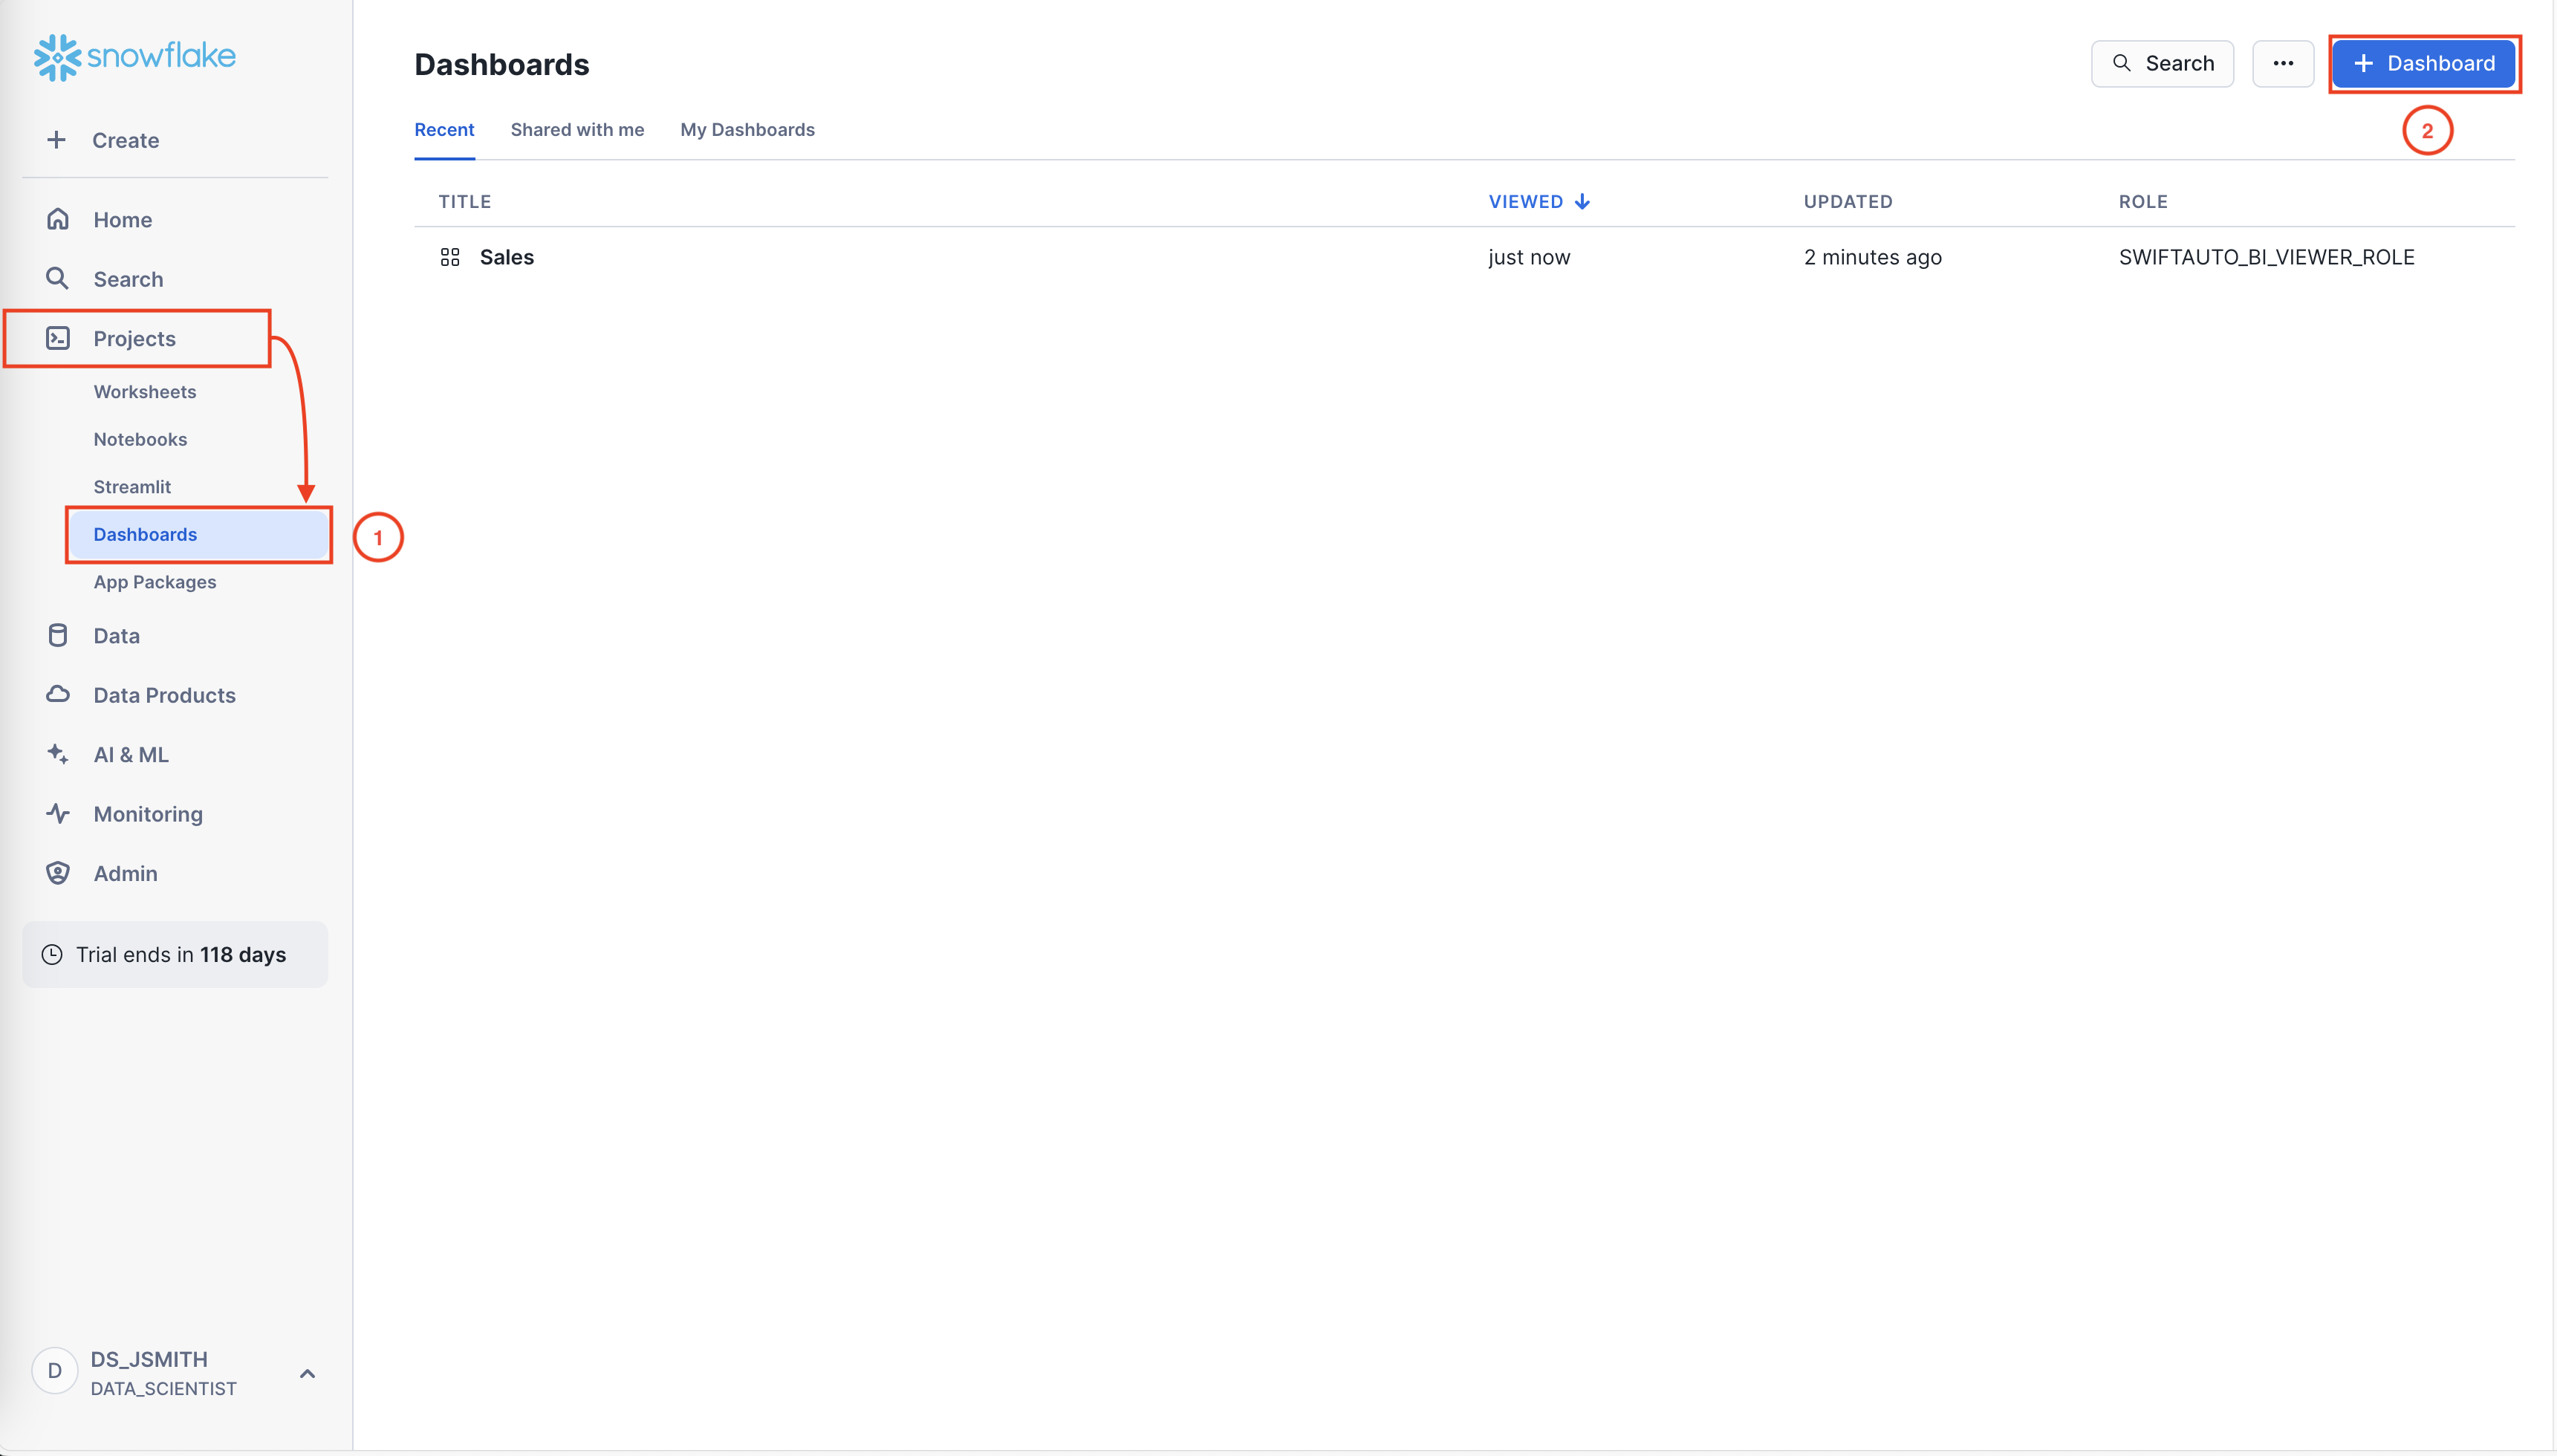 snowflake
Create
Home
Search
Projects
Worksheets
Notebooks
Streamlit
Dashboards
1
App Packages
Data
Data Products
AI & ML
Monitoring
Admin
Trial ends in 118 days
D
DS_JSMITH
DATA_SCIENTIST
Dashboards
Search
+ Dashboard
2
Recent Shared with me My Dashboards
TITLE VIEWED UPDATED ROLE
Sales just now 2 minutes ago SWIFTAUTO_BI_VIEWER_ROLE